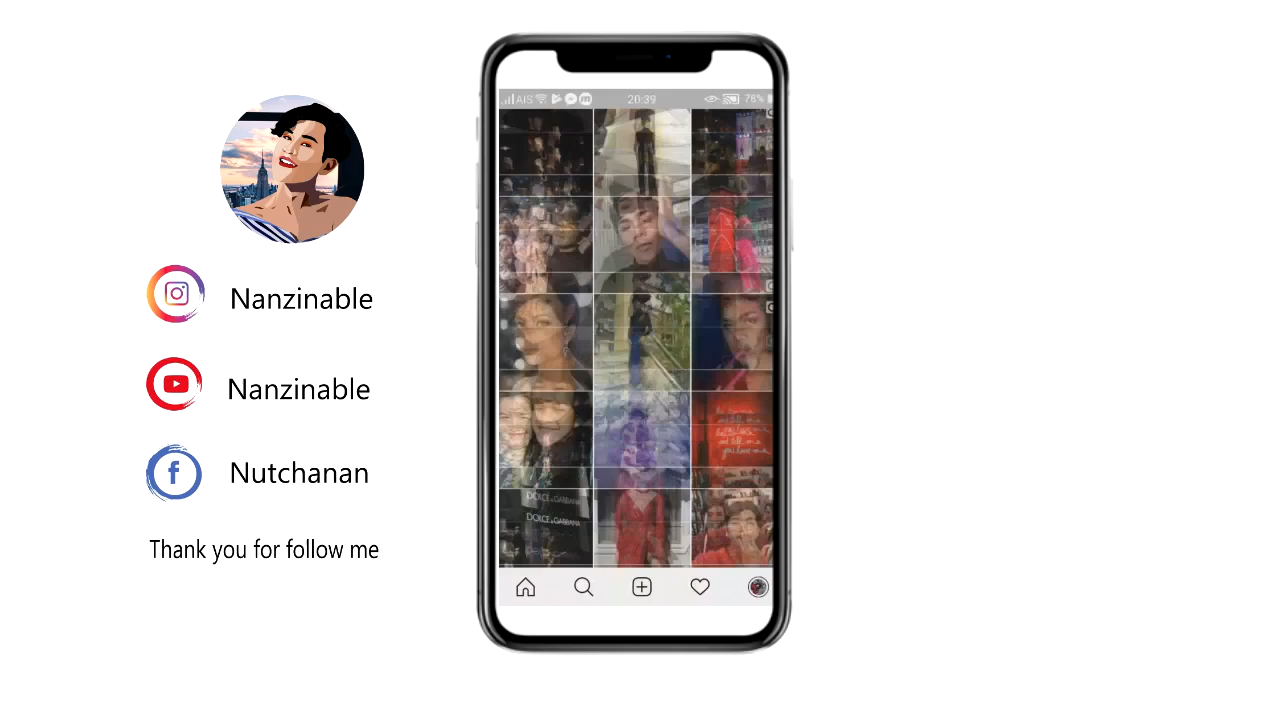 Nanzinable
Nanzinable
Nutchanan
Thank you for follow me
AIS 20:39 78%
DOLCE & GABBANA
DOLCE & GABBANA